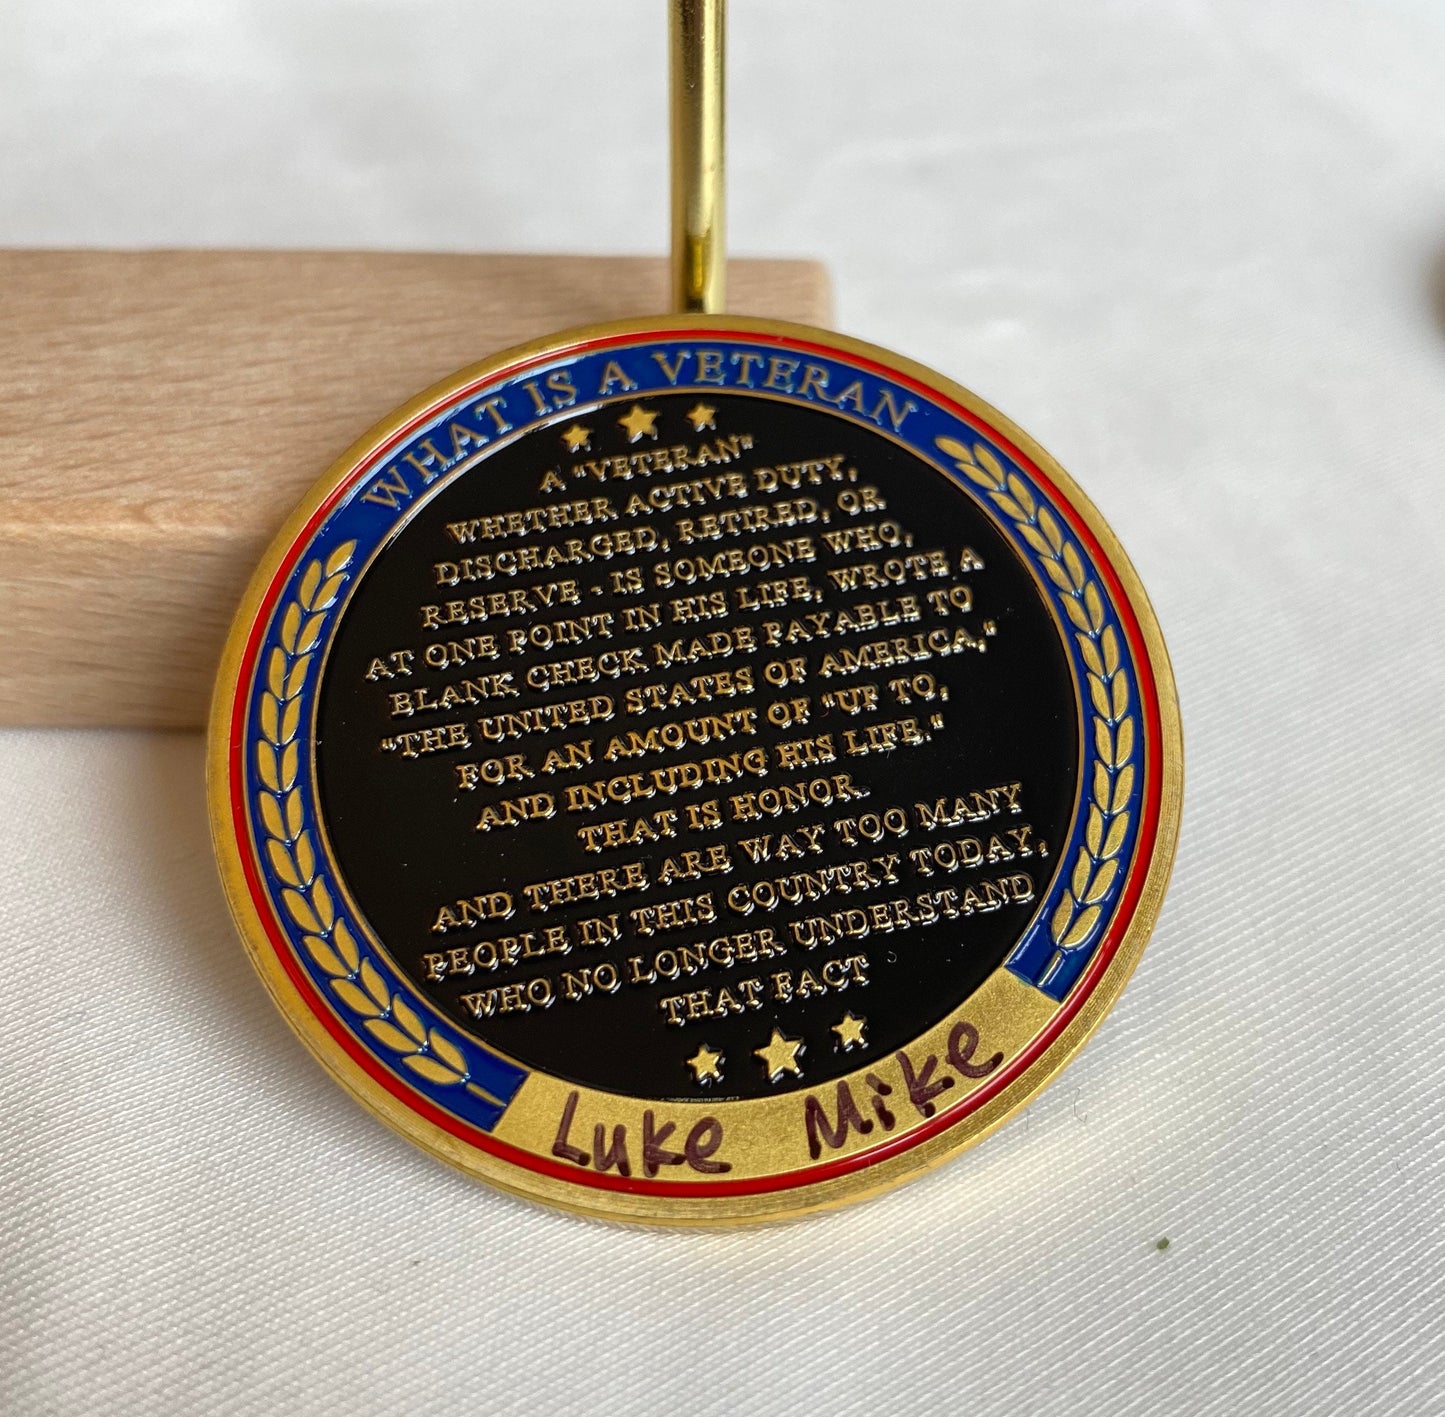 WHAT IS A VETERAN
A "VETERAN"
WHETHER ACTIVE DUTY,
DISCHARGED, RETIRED, OR
RESERVE - IS SOMEONE WHO,
AT ONE POINT IN HIS LIFE, WROTE A
BLANK CHECK MADE PAYABLE TO
"THE UNITED STATES OF AMERICA,"
FOR AN AMOUNT OF "UP TO,
AND INCLUDING HIS LIFE."
THAT IS HONOR.
AND THERE ARE WAY TOO MANY
PEOPLE IN THIS COUNTRY TODAY,
WHO NO LONGER UNDERSTAND
THAT FACT
Luke Mike